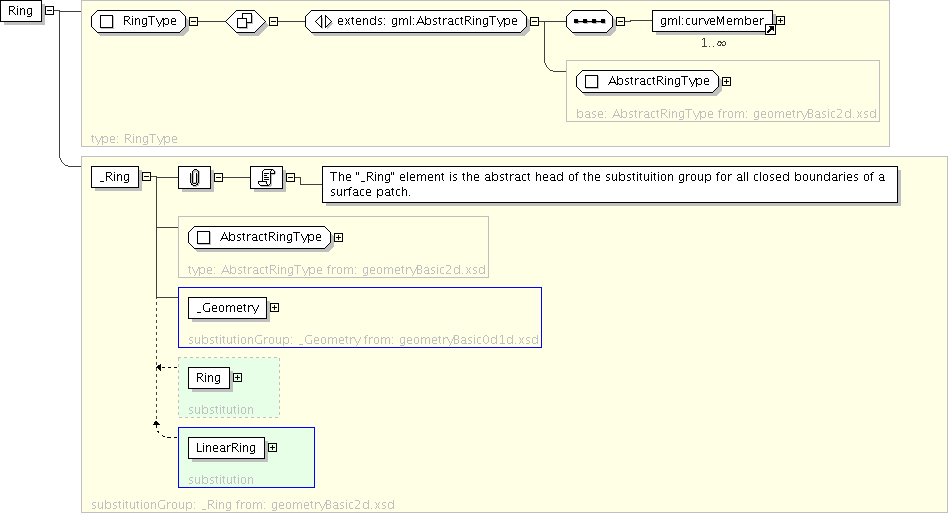 Ring
RingType
extends: gml:AbstractRingType
gml:curveMember
1..∞
AbstractRingType
base: AbstractRingType from: geometryBasic2d.xsd
type: RingType
_Ring
The "_Ring" element is the abstract head of the substituition group for all closed boundaries of a
surface patch.
AbstractRingType
type: AbstractRingType from: geometryBasic2d.xsd
_Geometry
substitutionGroup: _Geometry from: geometryBasic0d1d.xsd
Ring
substitution
LinearRing
substitution
substitutionGroup: _Ring from: geometryBasic2d.xsd